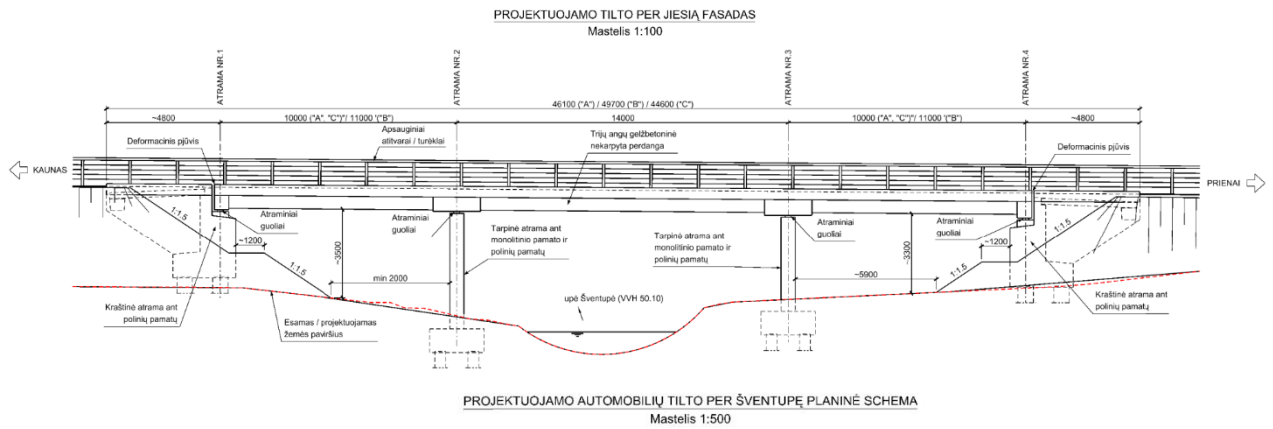 PROJEKTUOJAMO TILTO PER JIESIĄ FASADAS
Mastelis 1:100
ATRAMA NR.1
ATRAMA NR.2
ATRAMA NR.3
ATRAMA NR.4
46100 ("A") / 49700 ("B") / 44600 ("C")
~4800
10000 ("A", "C")"/ 11000 '("B")
14000
10000 ("A", "C")"/ 11000 '("B")
~4800
Deformacinis pjūvis
Apsauginiai
atitvarai / turėklai
Trijų angų gelžbetoninė
nekarpyta perdanga
Deformacinis pjūvis
KAUNAS
PRIENAI
1:1.5
Atraminiai
guoliai
~3500
Atraminiai
guoliai
Atraminiai
guoliai
~3300
Atraminiai
guoliai
1:1.5
~1200
1:1.5
min 2000
Tarpinė atrama ant
monolitinio pamato ir
polinių pamatų
Tarpinė atrama ant
monolitinio pamato ir
polinių pamatų
~5900
1:1.5
~1200
Kraštinė atrama ant
polinių pamatų
upė Šventupė (VVH 50.10)
Kraštinė atrama ant
polinių pamatų
Esamas / projektuojamas
žemės paviršius
PROJEKTUOJAMO AUTOMOBILIŲ TILTO PER ŠVENTUPĘ PLANINĖ SCHEMA
Mastelis 1:500